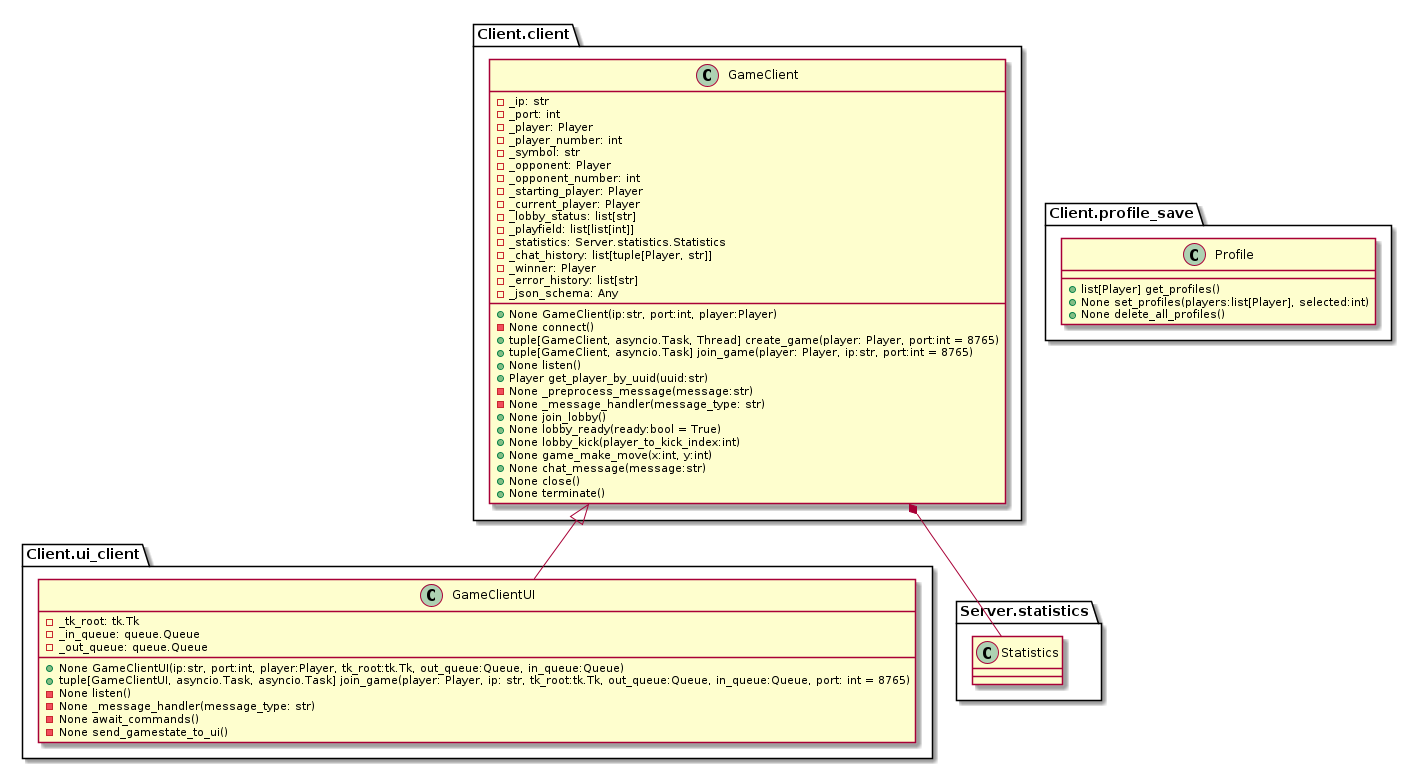 Client.client
C GameClient
_ip: str
_port: int
_player: Player
_player_number: int
_symbol: str
_opponent: Player
_opponent_number: int
_starting_player: Player
_current_player: Player
_lobby_status: list[str]
_playfield: list[list[int]]
_statistics: Server.statistics.Statistics
_chat_history: list[tuple[Player, str]]
_winner: Player
_error_history: list[str]
_json_schema: Any
None GameClient(ip:str, port:int, player:Player)
None connect()
tuple[GameClient, asyncio.Task, Thread] create_game(player: Player, port:int = 8765)
tuple[GameClient, asyncio.Task] join_game(player: Player, ip:str, port:int = 8765)
None listen()
Player get_player_by_uuid(uuid:str)
None _preprocess_message(message:str)
None _message_handler(message_type: str)
None join_lobby()
None lobby_ready(ready:bool = True)
None lobby_kick(player_to_kick_index:int)
None game_make_move(x:int, y:int)
None chat_message(message:str)
None close()
None terminate()
Client.profile_save
C Profile
list[Player] get_profiles()
None set_profiles(players:list[Player], selected:int)
None delete_all_profiles()
Client.ui_client
C GameClientUI
_tk_root: tk.Tk
_in_queue: queue.Queue
_out_queue: queue.Queue
None GameClientUI(ip:str, port:int, player:Player, tk_root:tk.Tk, out_queue:Queue, in_queue:Queue)
tuple[GameClientUI, asyncio.Task, asyncio.Task] join_game(player: Player, ip: str, tk_root:tk.Tk, out_queue:Queue, in_queue:Queue, port: int = 8765)
None listen()
None _message_handler(message_type: str)
None await_commands()
None send_gamestate_to_ui()
Server.statistics
C Statistics